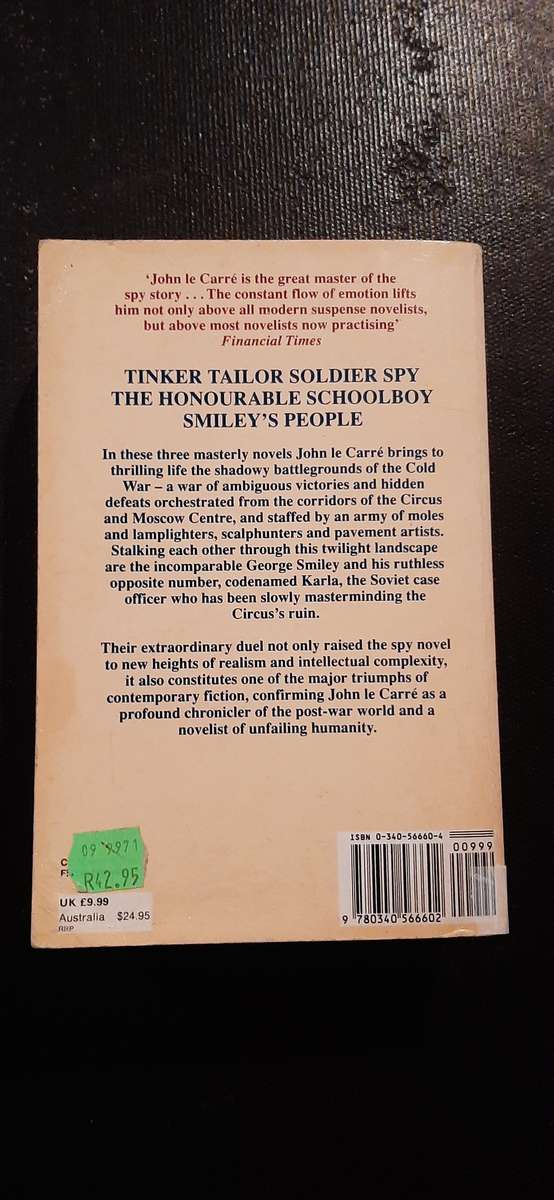 ‘John le Carré is the great master of the
spy story . . . The constant flow of emotion lifts
him not only above all modern suspense novelists,
but above most novelists now practising’
Financial Times
TINKER TAILOR SOLDIER SPY
THE HONOURABLE SCHOOLBOY
SMILEY’S PEOPLE
In these three masterly novels John le Carré brings to
thrilling life the shadowy battlegrounds of the Cold
War – a war of ambiguous victories and hidden
defeats orchestrated from the corridors of the Circus
and Moscow Centre, and staffed by an army of moles
and lamplighters, scalphunters and pavement artists.
Stalking each other through this twilight landscape
are the incomparable George Smiley and his ruthless
opposite number, codenamed Karla, the Soviet case
officer who has been slowly masterminding the
Circus’s ruin.
Their extraordinary duel not only raised the spy novel
to new heights of realism and intellectual complexity,
it also constitutes one of the major triumphs of
contemporary fiction, confirming John le Carré as a
profound chronicler of the post-war world and a
novelist of unfailing humanity.
R42.95
UK £9.99
Australia $24.95
RRP
ISBN 0-340-56660-4
00999
9 780340 566602